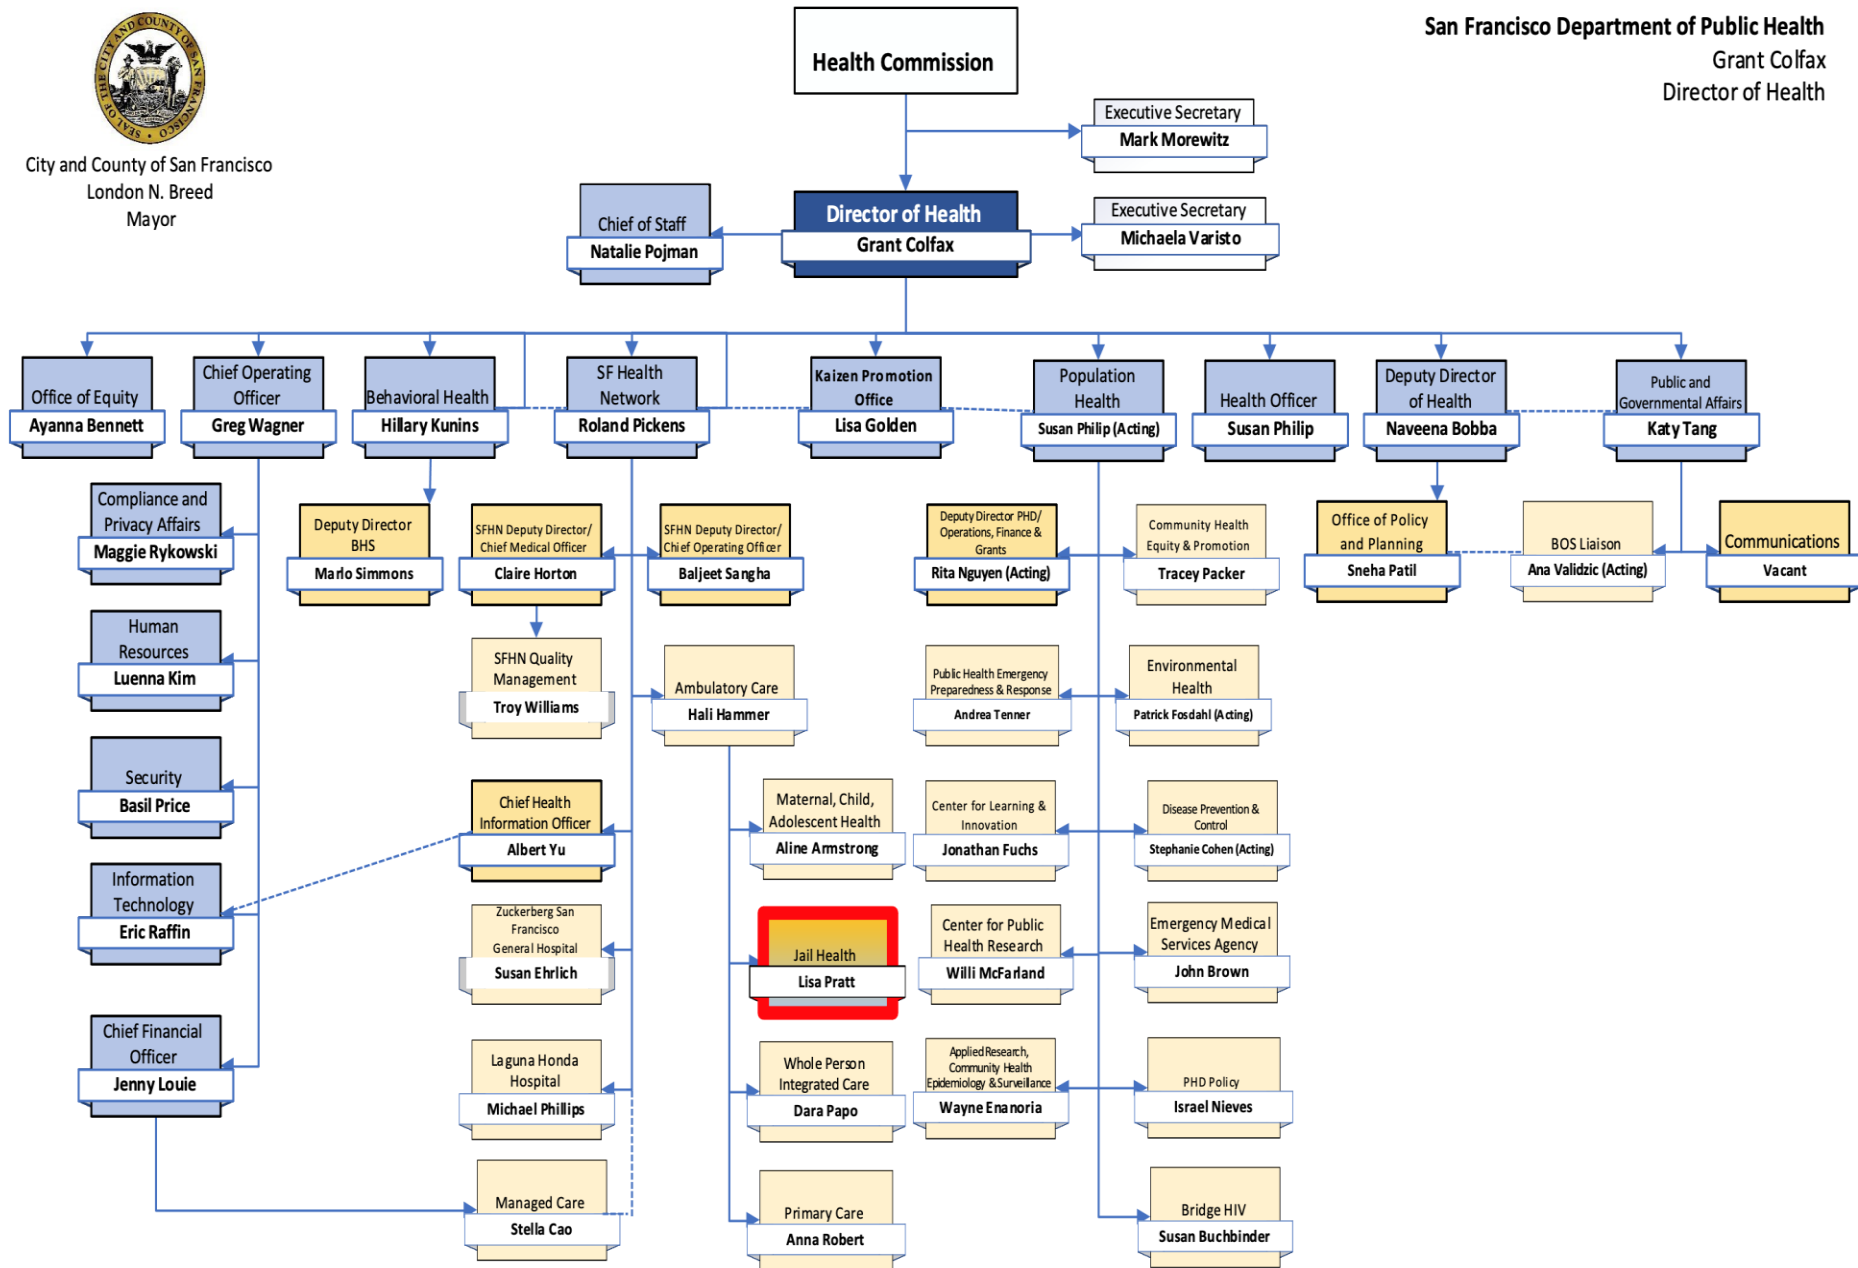 SEAL OF THE CITY AND COUNTY OF SAN FRANCISCO
City and County of San Francisco
London N. Breed
Mayor
San Francisco Department of Public Health
Grant Colfax
Director of Health
Health Commission
Executive Secretary
Mark Morewitz
Chief of Staff
Natalie Pojman
Director of Health
Grant Colfax
Executive Secretary
Michaela Varisto
Office of Equity
Ayanna Bennett
Chief Operating
Officer
Greg Wagner
Behavioral Health
Hillary Kunins
SF Health
Network
Roland Pickens
Kaizen Promotion
Office
Lisa Golden
Population
Health
Susan Philip (Acting)
Health Officer
Susan Philip
Deputy Director
of Health
Naveena Bobba
Public and
Governmental Affairs
Katy Tang
Compliance and
Privacy Affairs
Maggie Rykowski
Deputy Director
BHS
Marlo Simmons
SFHN Deputy Director/
Chief Medical Officer
Claire Horton
SFHN Deputy Director/
Chief Operating Officer
Baljeet Sangha
Deputy Director PHD/
Operations, Finance &
Grants
Rita Nguyen (Acting)
Community Health
Equity & Promotion
Tracey Packer
Office of Policy
and Planning
Sneha Patil
BOS Liaison
Ana Validzic (Acting)
Communications
Vacant
Human
Resources
Luenna Kim
SFHN Quality
Management
Troy Williams
Ambulatory Care
Hali Hammer
Public Health Emergency
Preparedness & Response
Andrea Tenner
Environmental
Health
Patrick Fosdahl (Acting)
Security
Basil Price
Chief Health
Information Officer
Albert Yu
Maternal, Child,
Adolescent Health
Aline Armstrong
Center for Learning &
Innovation
Jonathan Fuchs
Disease Prevention &
Control
Stephanie Cohen (Acting)
Information
Technology
Eric Raffin
Zuckerberg San
Francisco
General Hospital
Susan Ehrlich
Jail Health
Lisa Pratt
Center for Public
Health Research
Willi McFarland
Emergency Medical
Services Agency
John Brown
Chief Financial
Officer
Jenny Louie
Laguna Honda
Hospital
Michael Phillips
Whole Person
Integrated Care
Dara Papo
Applied Research,
Community Health
Epidemiology & Surveillance
Wayne Enanoria
PHD Policy
Israel Nieves
Managed Care
Stella Cao
Primary Care
Anna Robert
Bridge HIV
Susan Buchbinder